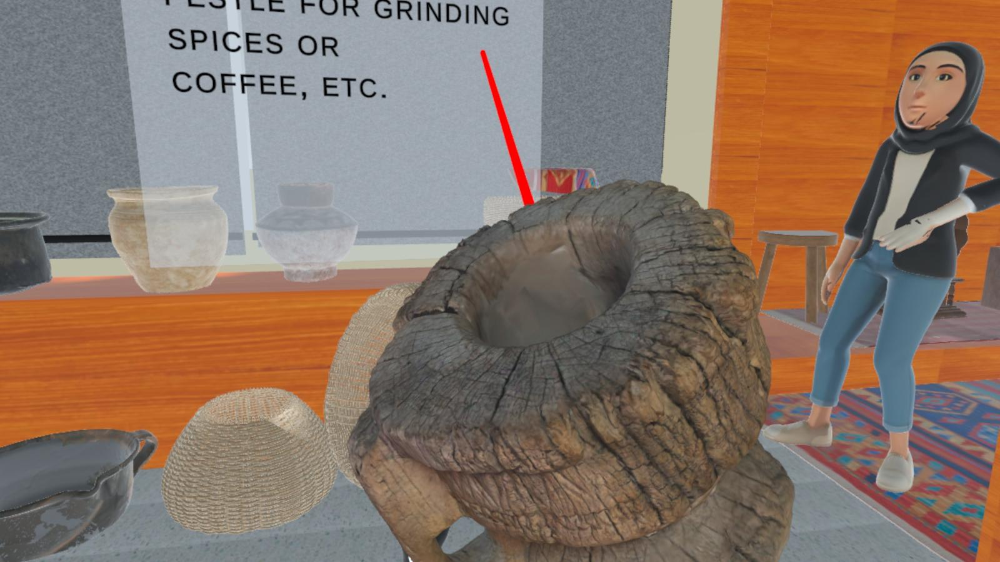 PESTLE FOR GRINDING
SPICES OR
COFFEE, ETC.